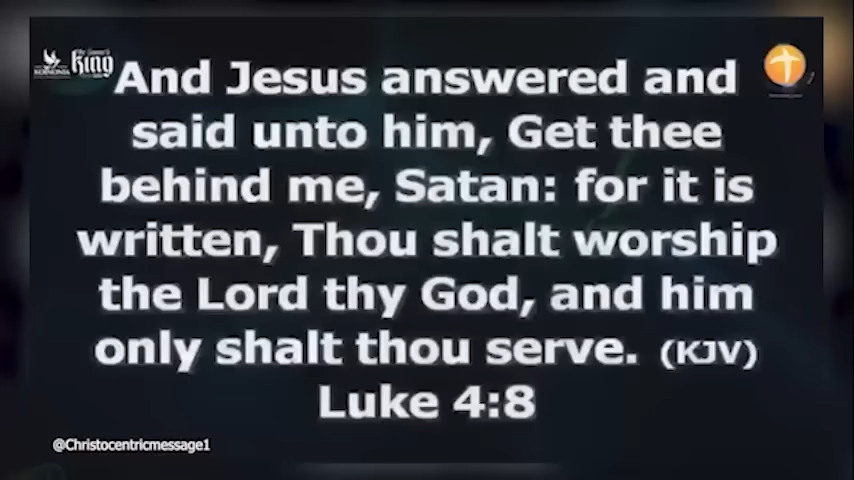 KOINONIA
King
And Jesus answered and
said unto him, Get thee
behind me, Satan: for it is
written, Thou shalt worship
the Lord thy God, and him
only shalt thou serve. (KJV)
Luke 4:8
@Christocentricmessage1